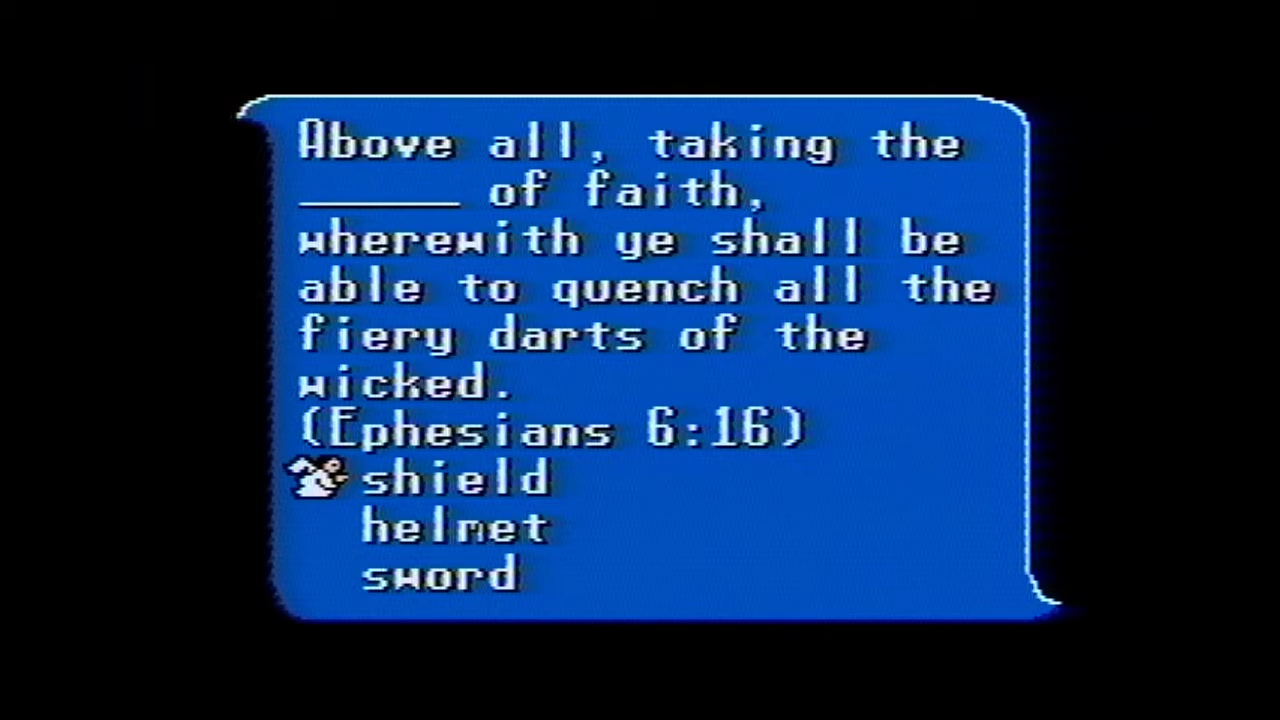 Above all, taking the
_____ of faith,
wherewith ye shall be
able to quench all the
fiery darts of the
wicked.
(Ephesians 6:16)
shield
helmet
sword